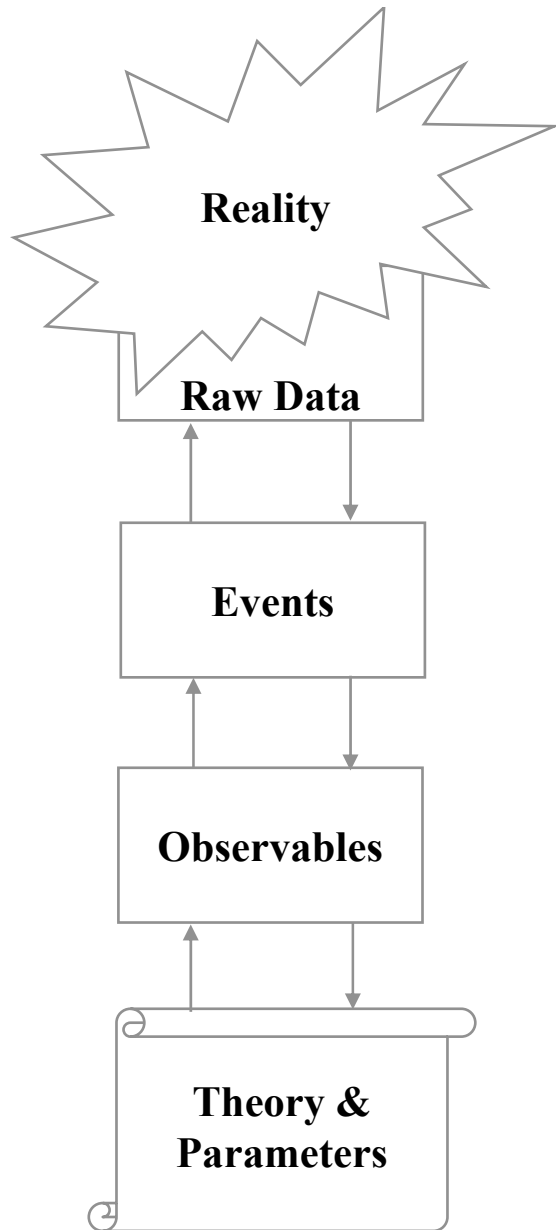 Reality
Raw Data
Events
Observables
Theory &
Parameters